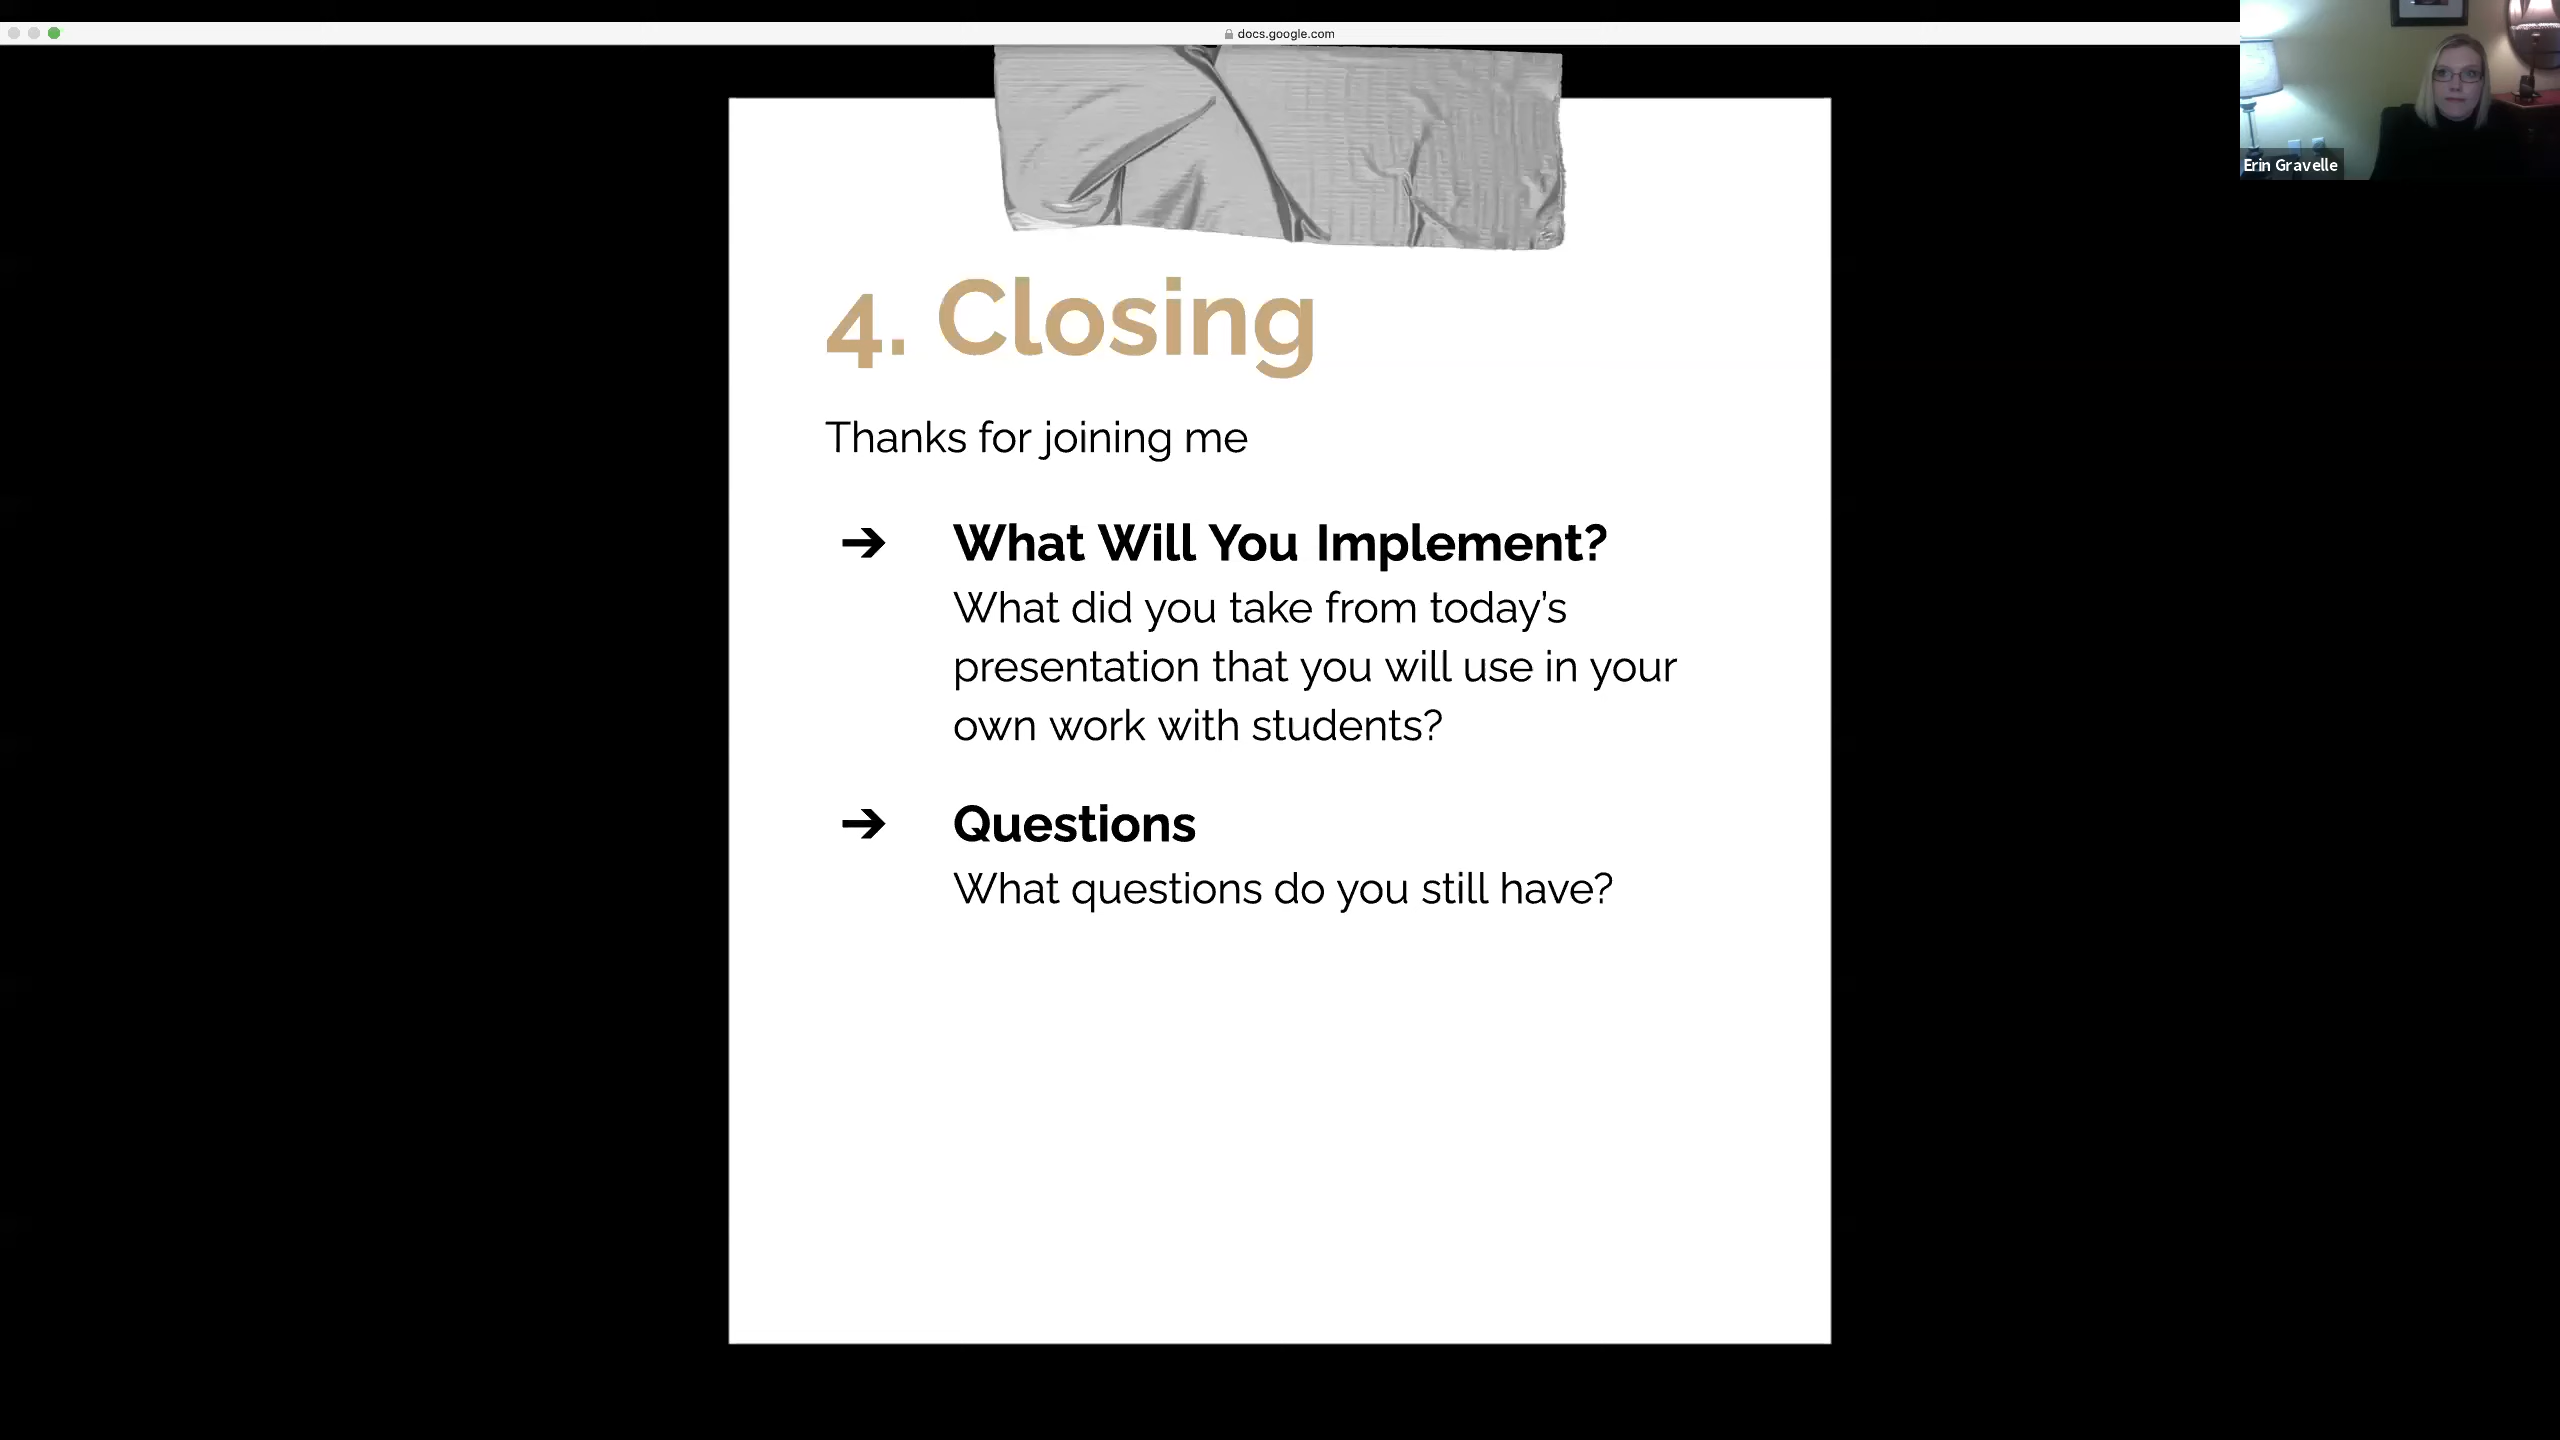 docs.google.com
Erin Gravelle
4. Closing
Thanks for joining me
➔ What Will You Implement?
What did you take from today’s
presentation that you will use in your
own work with students?
➔ Questions
What questions do you still have?